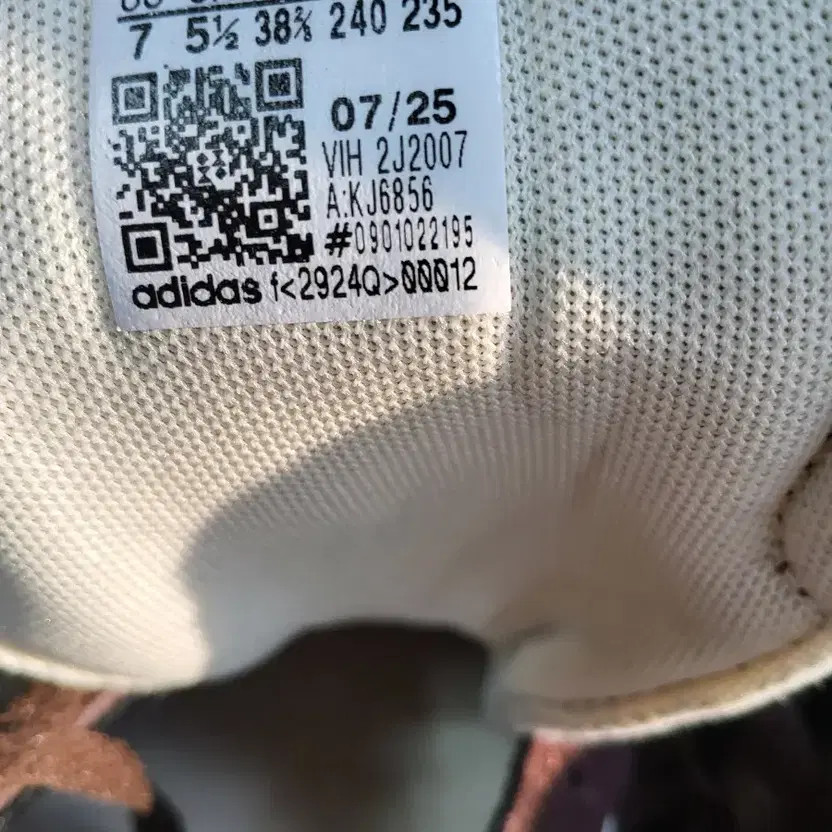 7 5½ 38⅔ 240 235
07/25
VIH 2J2007
A:KJ6856
#0901022195
adidas f<2924Q>00012